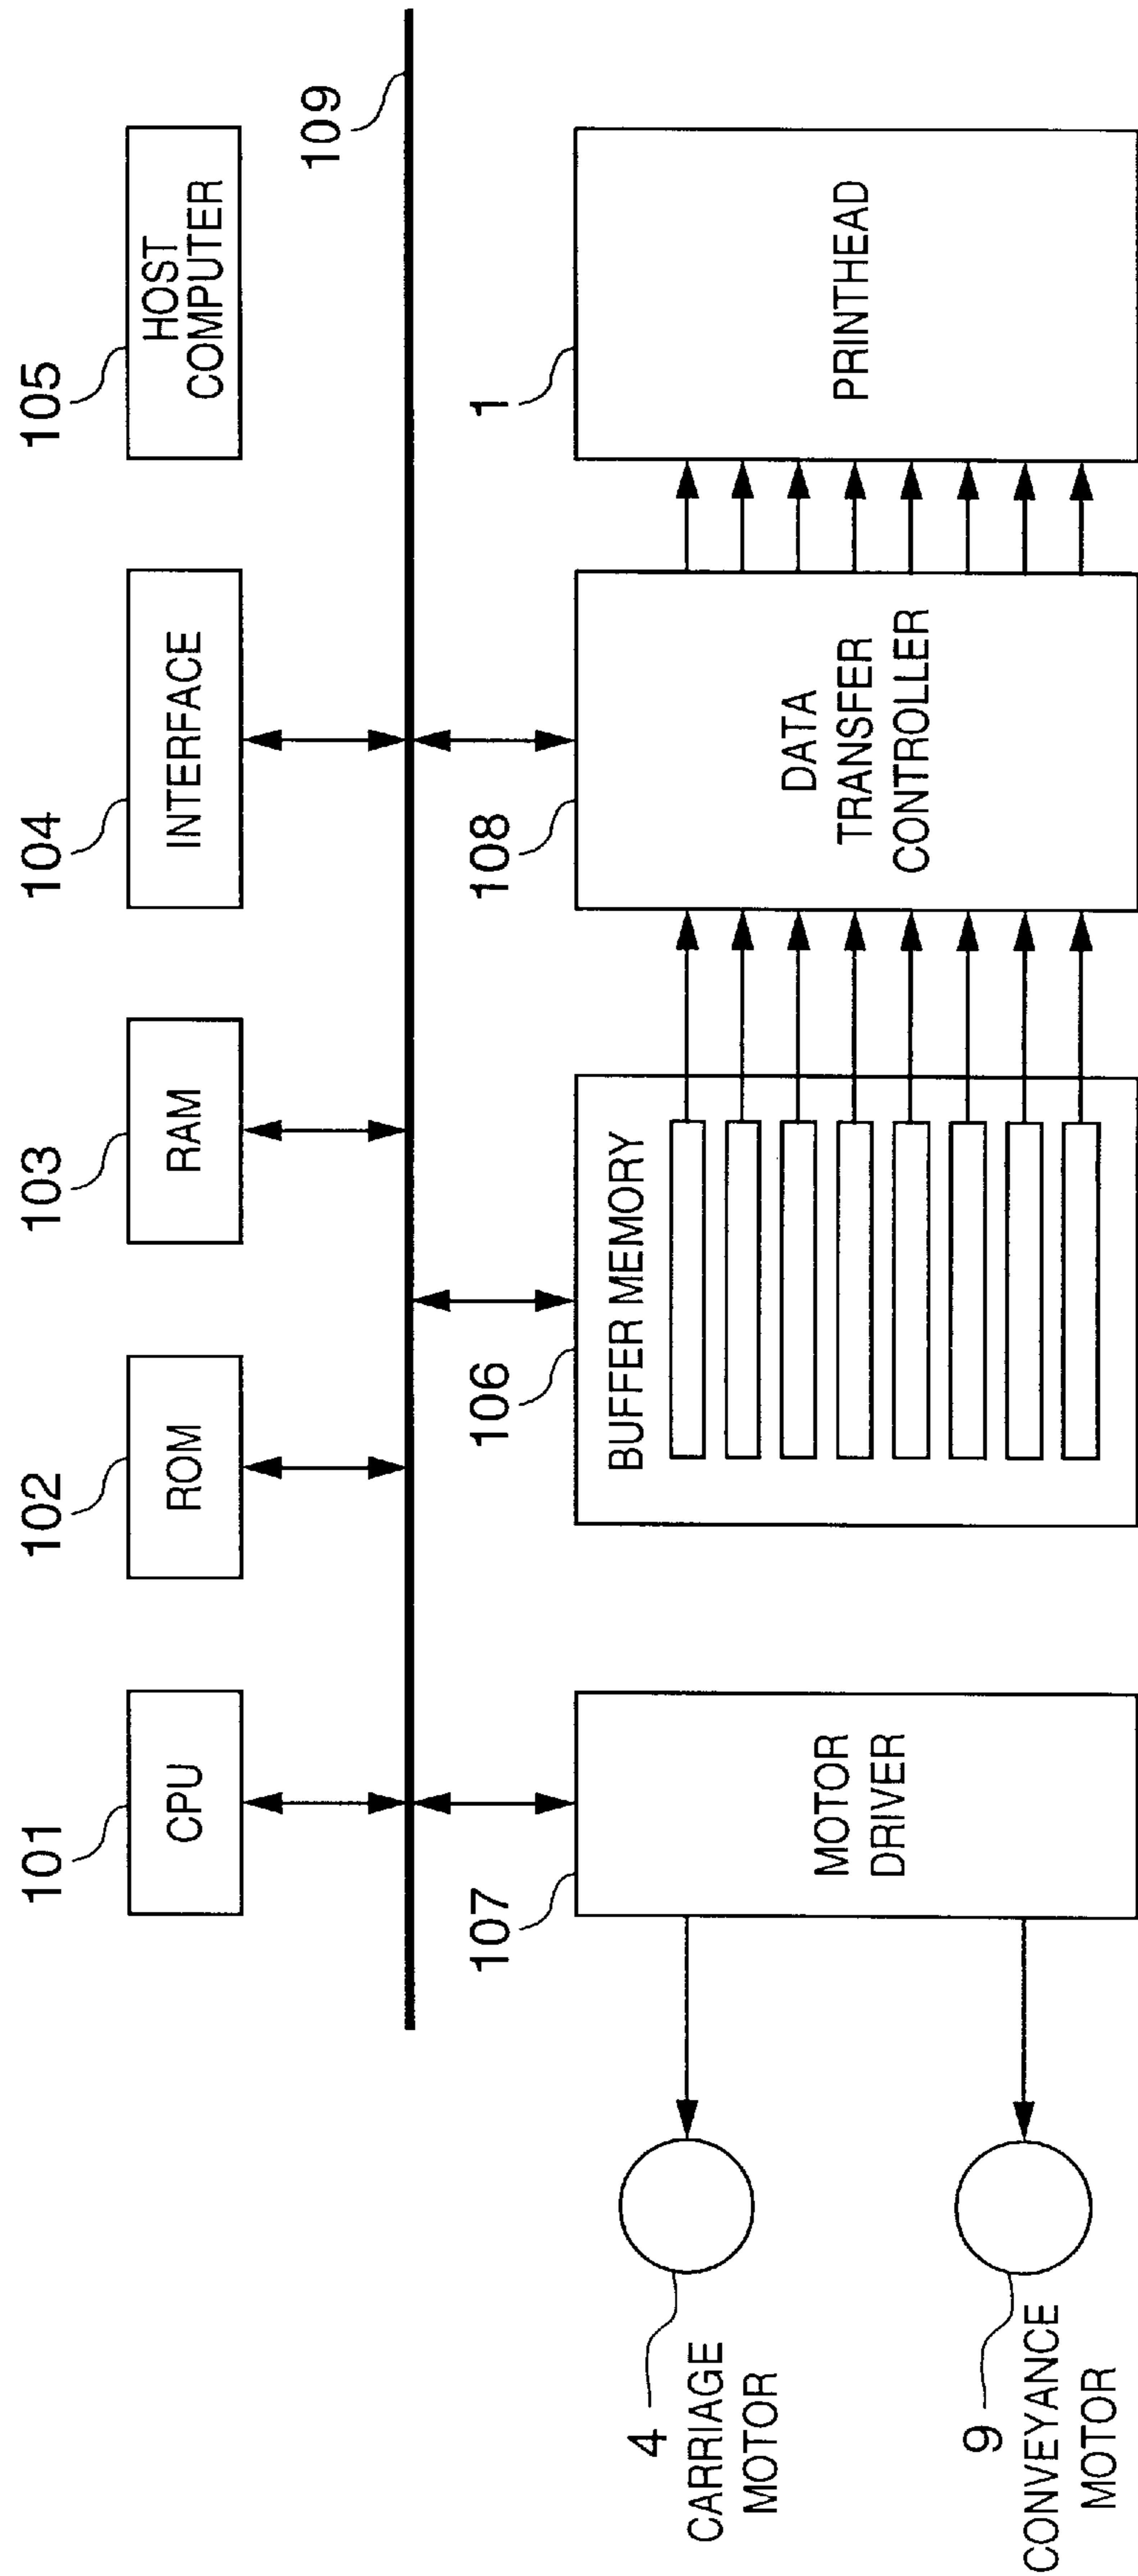 101
CPU
102
ROM
103
RAM
104
INTERFACE
105
HOST
COMPUTER
109
107
MOTOR
DRIVER
106
BUFFER MEMORY
108
DATA
TRANSFER
CONTROLLER
1
PRINTHEAD
4
CARRIAGE
MOTOR
9
CONVEYANCE
MOTOR